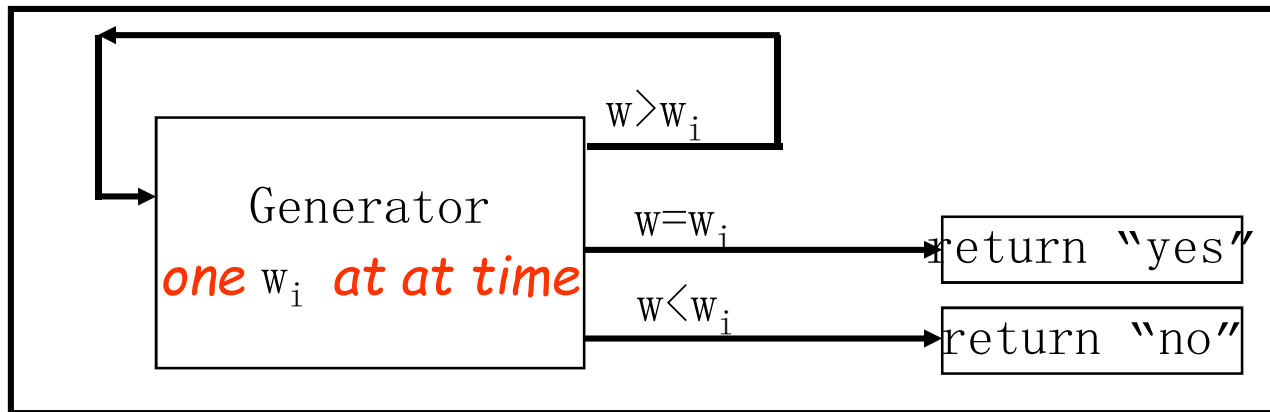 w>wᵢ
Generator
one wᵢ at at time
w=wᵢ
return “yes”
w<wᵢ
return “no”